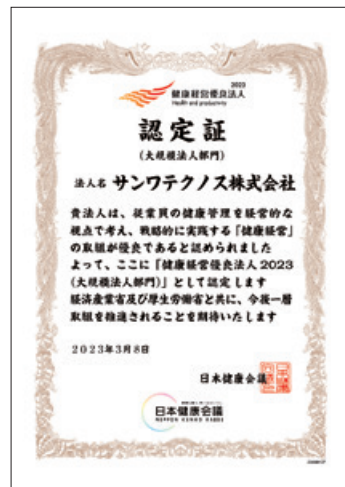 2023
健康経営優良法人
Health and productivity
認定証
(大規模法人部門)
法人名 サンワテクノス株式会社
貴法人は、従業員の健康管理を経営的な
視点で考え、戦略的に実践する「健康経営」
の取組が優良であると認められました
よって、ここに「健康経営優良法人2023
(大規模法人部門)」として認定します
経済産業省及び厚生労働省と共に、今後一層
取組を推進されることを期待いたします
2023年3月8日
日本健康会議
日本健康会議
NIPPON KENKO KAIGI